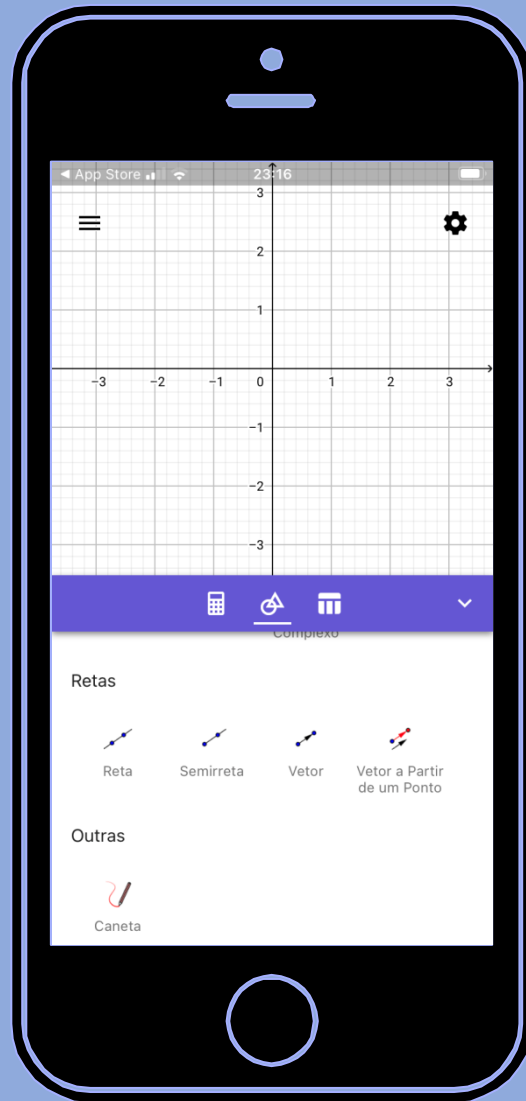 ◄ App Store 23:16
3
2
1
−3 −2 −1 0 1 2 3
−1
−2
−3
Complexo
Retas
Reta Semirreta Vetor Vetor a Partir
de um Ponto
Outras
Caneta